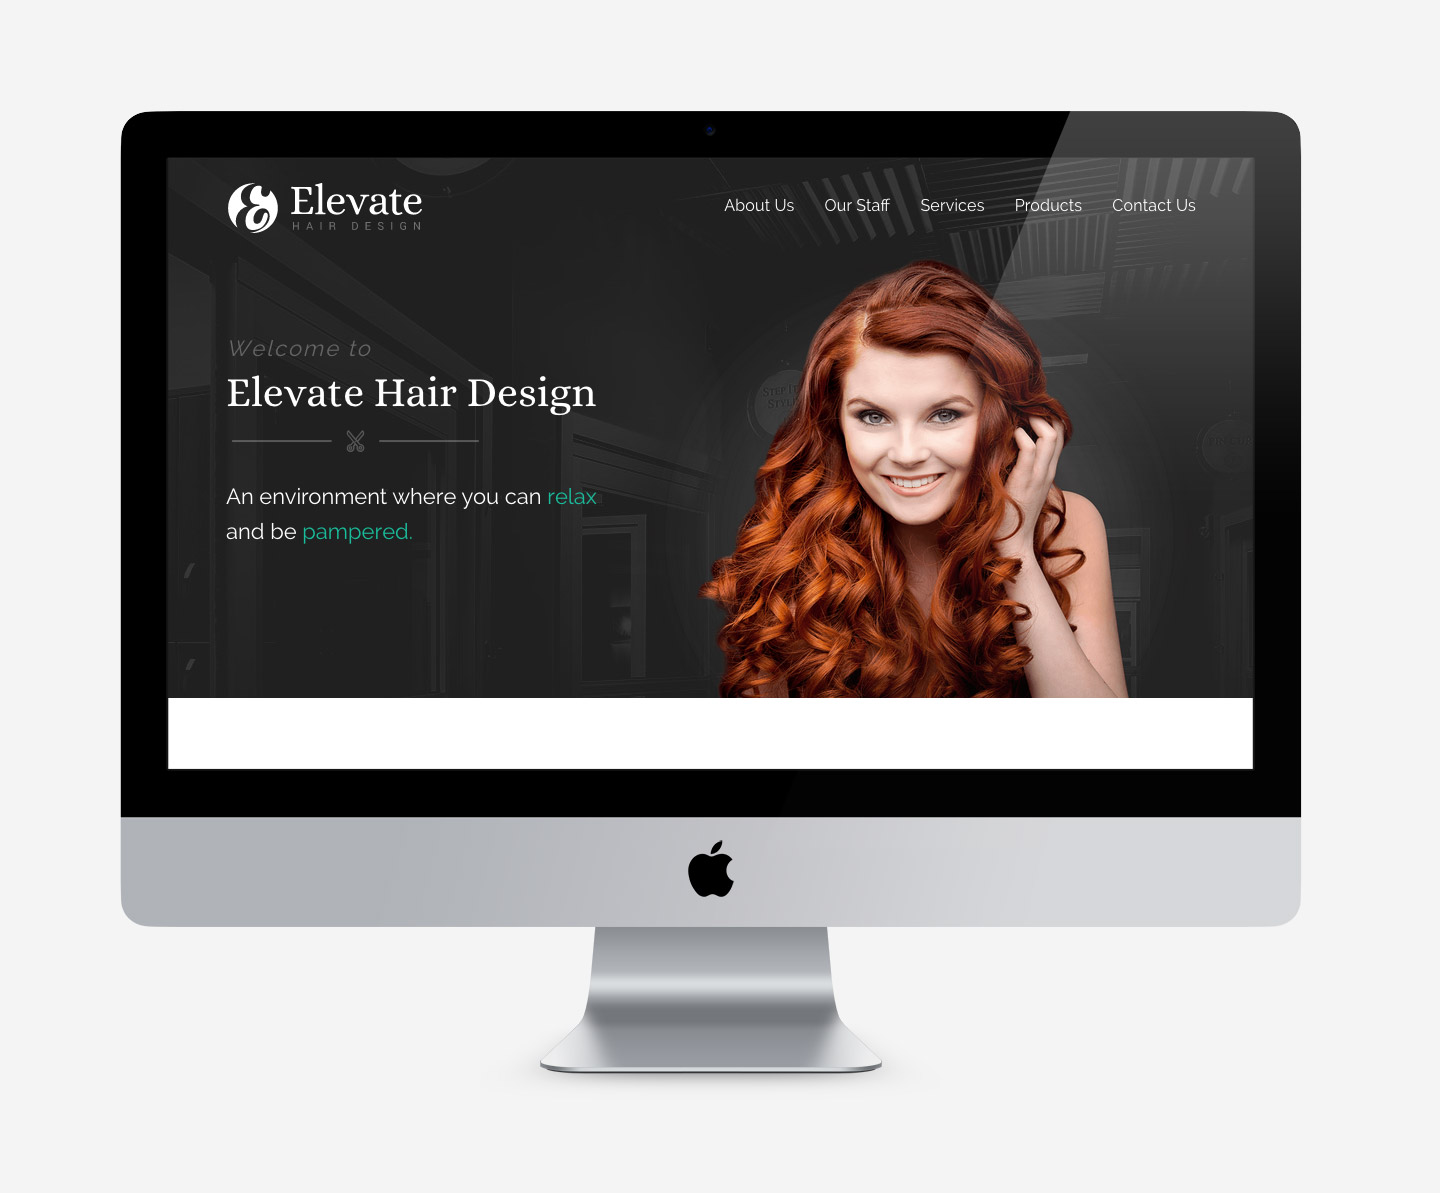 Elevate
HAIR DESIGN
About Us Our Staff Services Products Contact Us
Welcome to
Elevate Hair Design
An environment where you can relax
and be pampered.